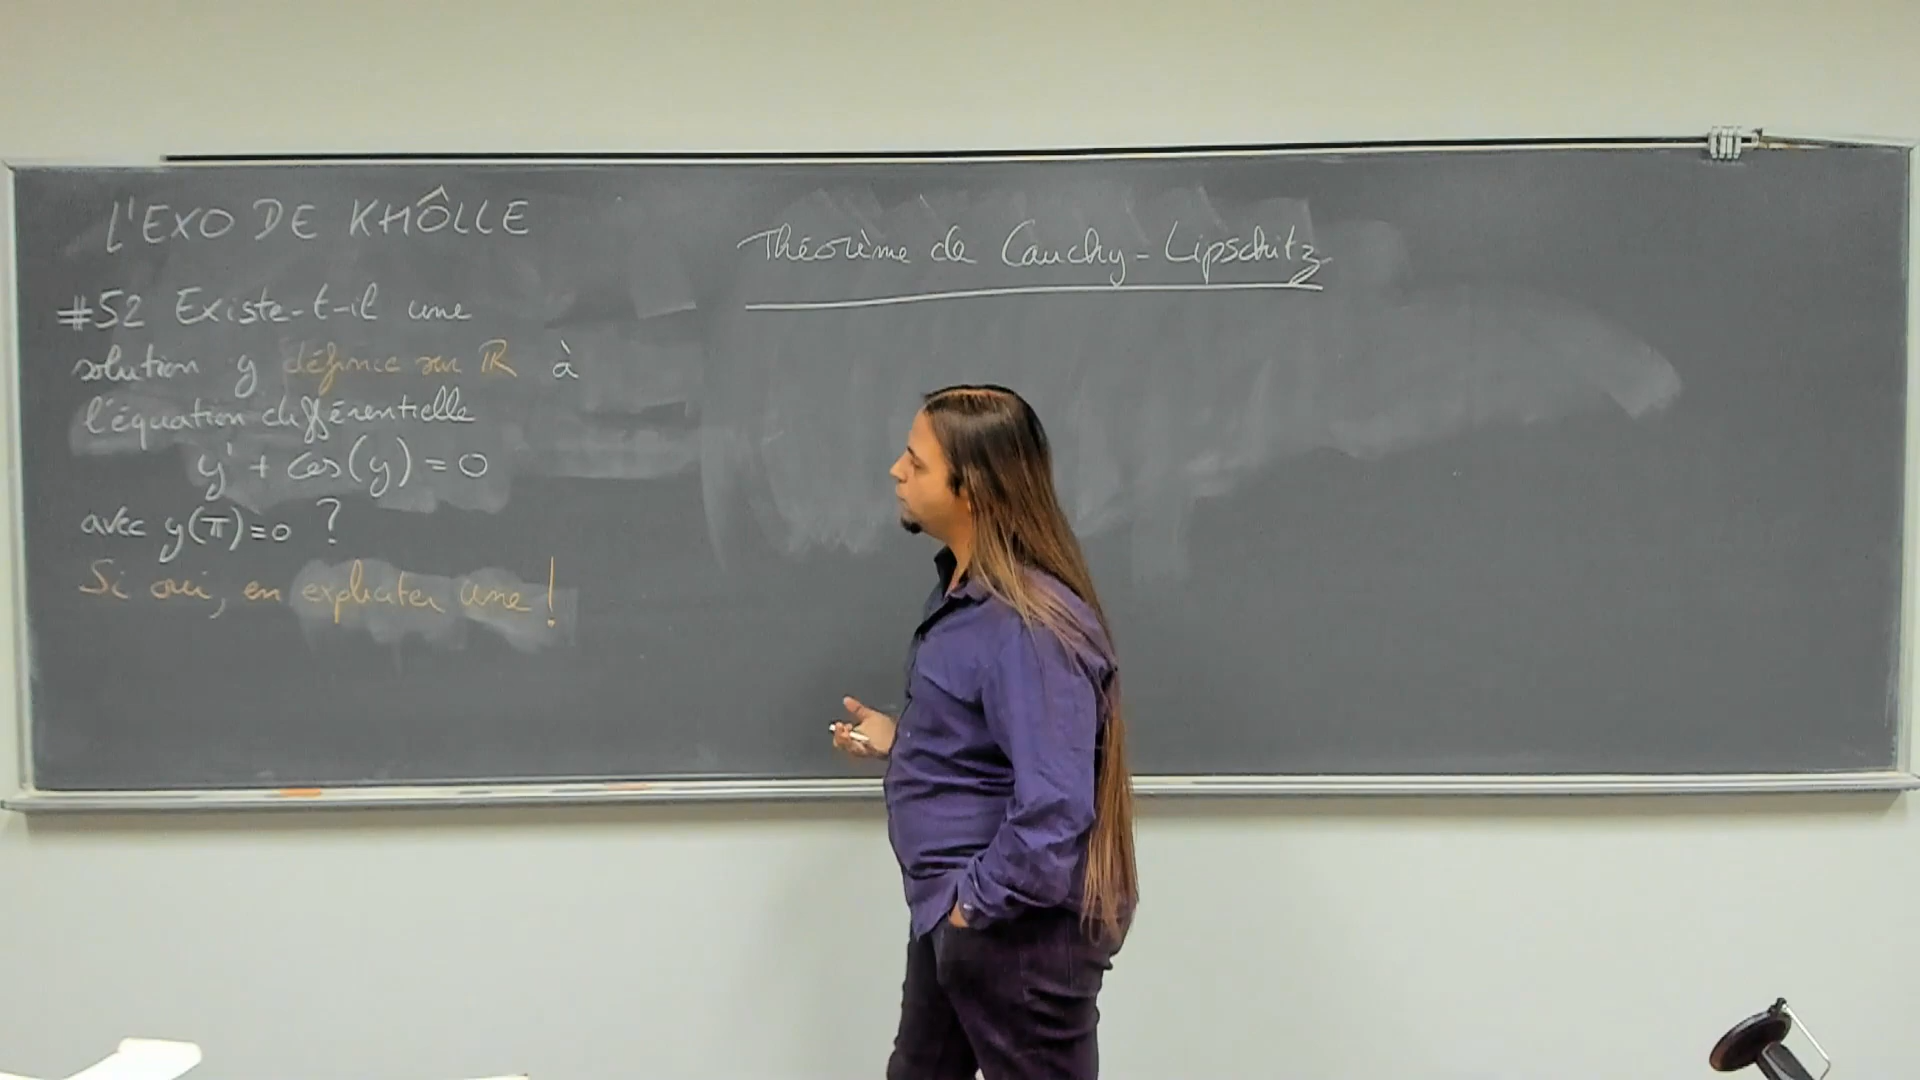 L'EXO DE KHÔLLE
#52 Existe-t-il une
solution y définie sur ℝ à
l'équation différentielle
y' + cos(y) = 0
avec y(π)=0 ?
Si oui, en expliciter une !
Théorème de Cauchy-Lipschitz